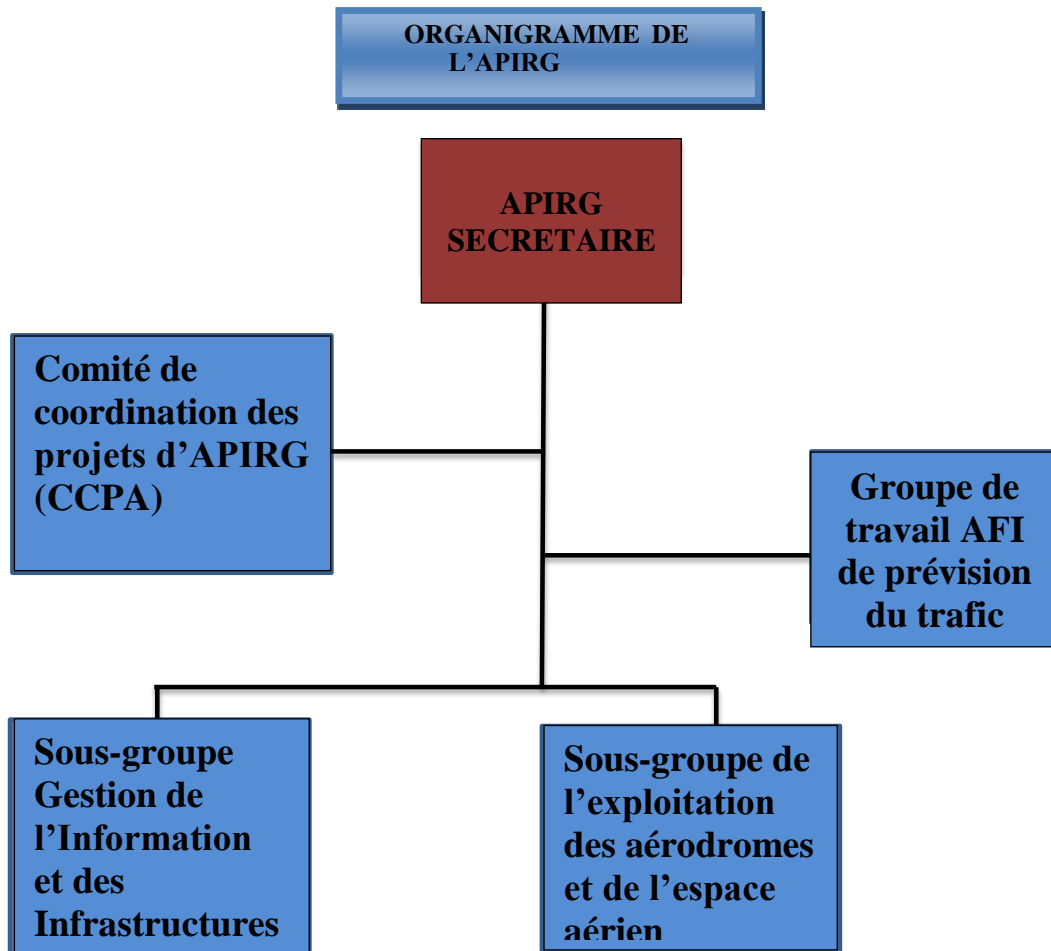 ORGANIGRAMME DE
L’APIRG
APIRG
SECRETAIRE
Comité de
coordination des
projets d’APIRG
(CCPA)
Groupe de
travail AFI
de prévision
du trafic
Sous-groupe
Gestion de
l’Information
et des
Infrastructures
Sous-groupe de
l’exploitation
des aérodromes
et de l’espace
aérien